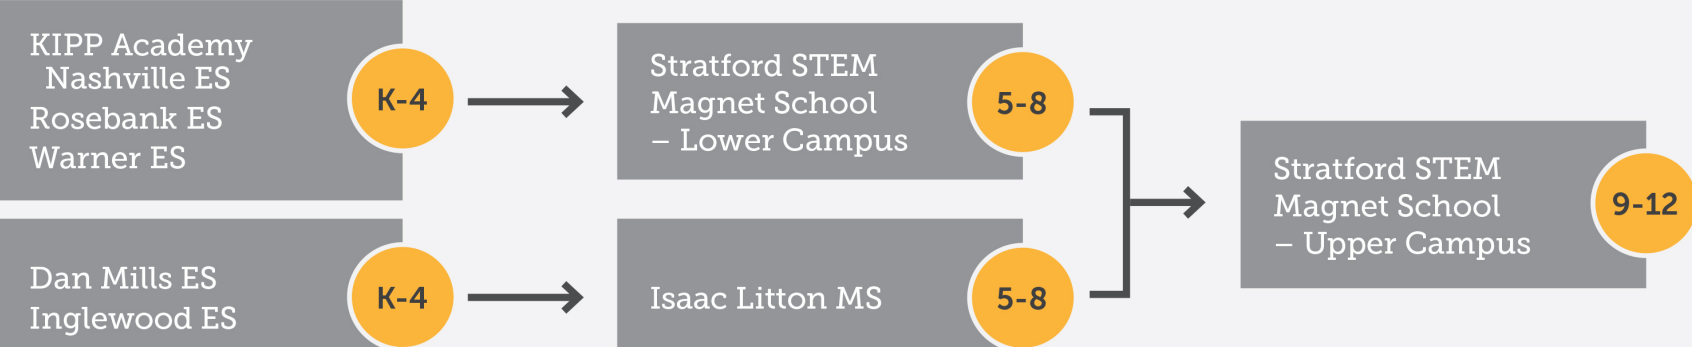 KIPP Academy
Nashville ES
Rosebank ES
Warner ES
K-4
Stratford STEM
Magnet School
– Lower Campus
5-8
Dan Mills ES
Inglewood ES
K-4
Isaac Litton MS
5-8
Stratford STEM
Magnet School
– Upper Campus
9-12